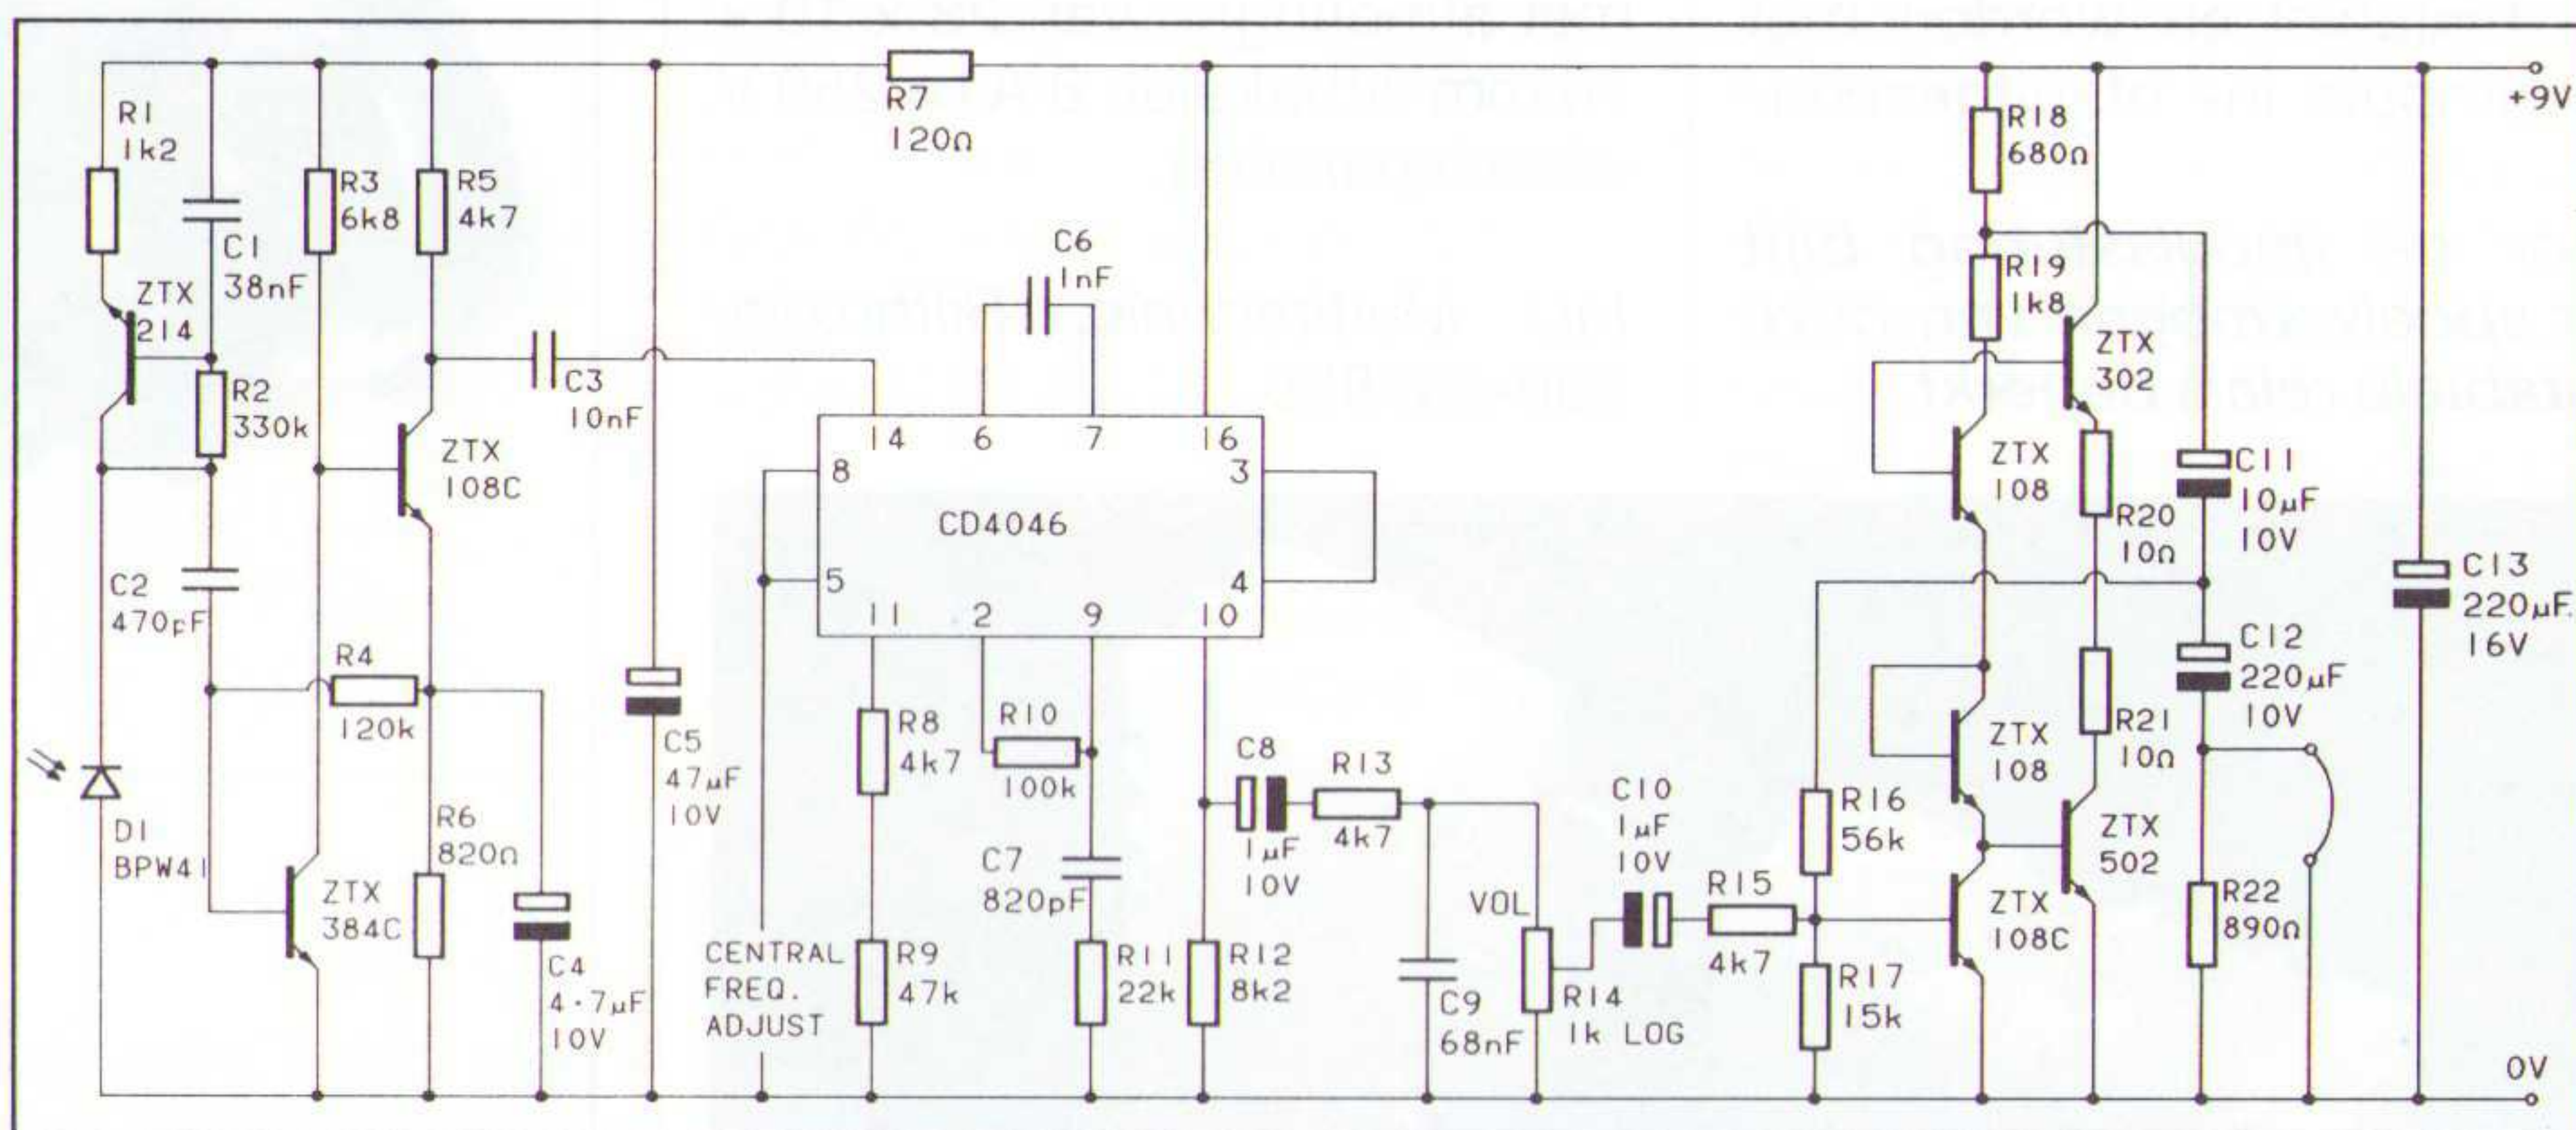 R1
1k2
C1
38nF
ZTX
214
R2
330k
R3
6k8
R5
4k7
ZTX
108C
C2
470pF
R4
120k
D1
BPW41
ZTX
384C
R6
820Ω
C4
4·7µF
10V
C3
10nF
C5
47µF
10V
R7
120Ω
C6
1nF
14
6
7
16
8
3
CD4046
5
4
11
2
9
10
R8
4k7
R10
100k
C7
820pF
CENTRAL
FREQ.
ADJUST
R9
47k
R11
22k
R12
8k2
C8
1µF
10V
R13
4k7
C9
68nF
VOL
R14
1k LOG
C10
1µF
10V
R15
4k7
R16
56k
R17
15k
R18
680Ω
R19
1k8
ZTX
302
ZTX
108
R20
10Ω
ZTX
108
R21
10Ω
ZTX
502
ZTX
108C
C11
10µF
10V
C12
220µF
10V
R22
890Ω
C13
220µF
16V
+9V
0V